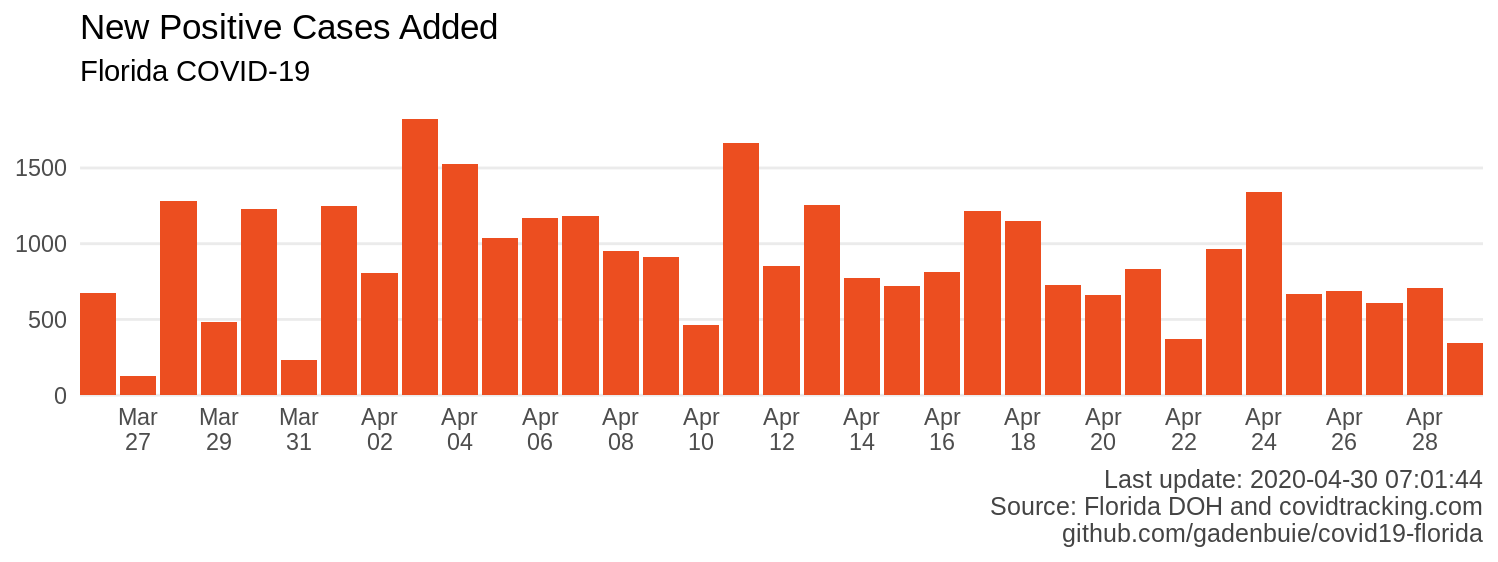 New Positive Cases Added
Florida COVID-19
1500
1000
500
0
Mar Mar Mar Apr Apr Apr Apr Apr Apr Apr Apr Apr Apr Apr Apr Apr Apr
27 29 31 02 04 06 08 10 12 14 16 18 20 22 24 26 28
Last update: 2020-04-30 07:01:44
Source: Florida DOH and covidtracking.com
github.com/gadenbuie/covid19-florida